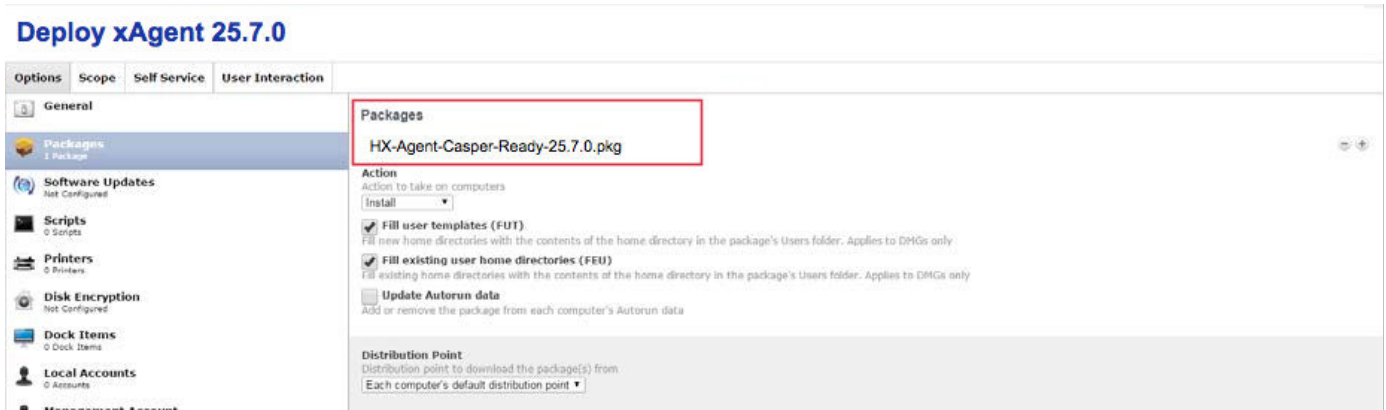 Deploy xAgent 25.7.0
Options Scope Self Service User Interaction
General
Packages
1 Package
Software Updates
Not Configured
Scripts
0 Scripts
Printers
0 Printers
Disk Encryption
Not Configured
Dock Items
0 Dock Items
Local Accounts
0 Accounts
Management Account
Packages
HX-Agent-Casper-Ready-25.7.0.pkg
Action
Action to take on computers
Install
Fill user templates (FUT)
Fill new home directories with the contents of the home directory in the package's Users folder. Applies to DMGs only
Fill existing user home directories (FEU)
Fill existing home directories with the contents of the home directory in the package's Users folder. Applies to DMGs only
Update Autorun data
Add or remove the package from each computer's Autorun data
Distribution Point
Distribution point to download the package(s) from
Each computer's default distribution point